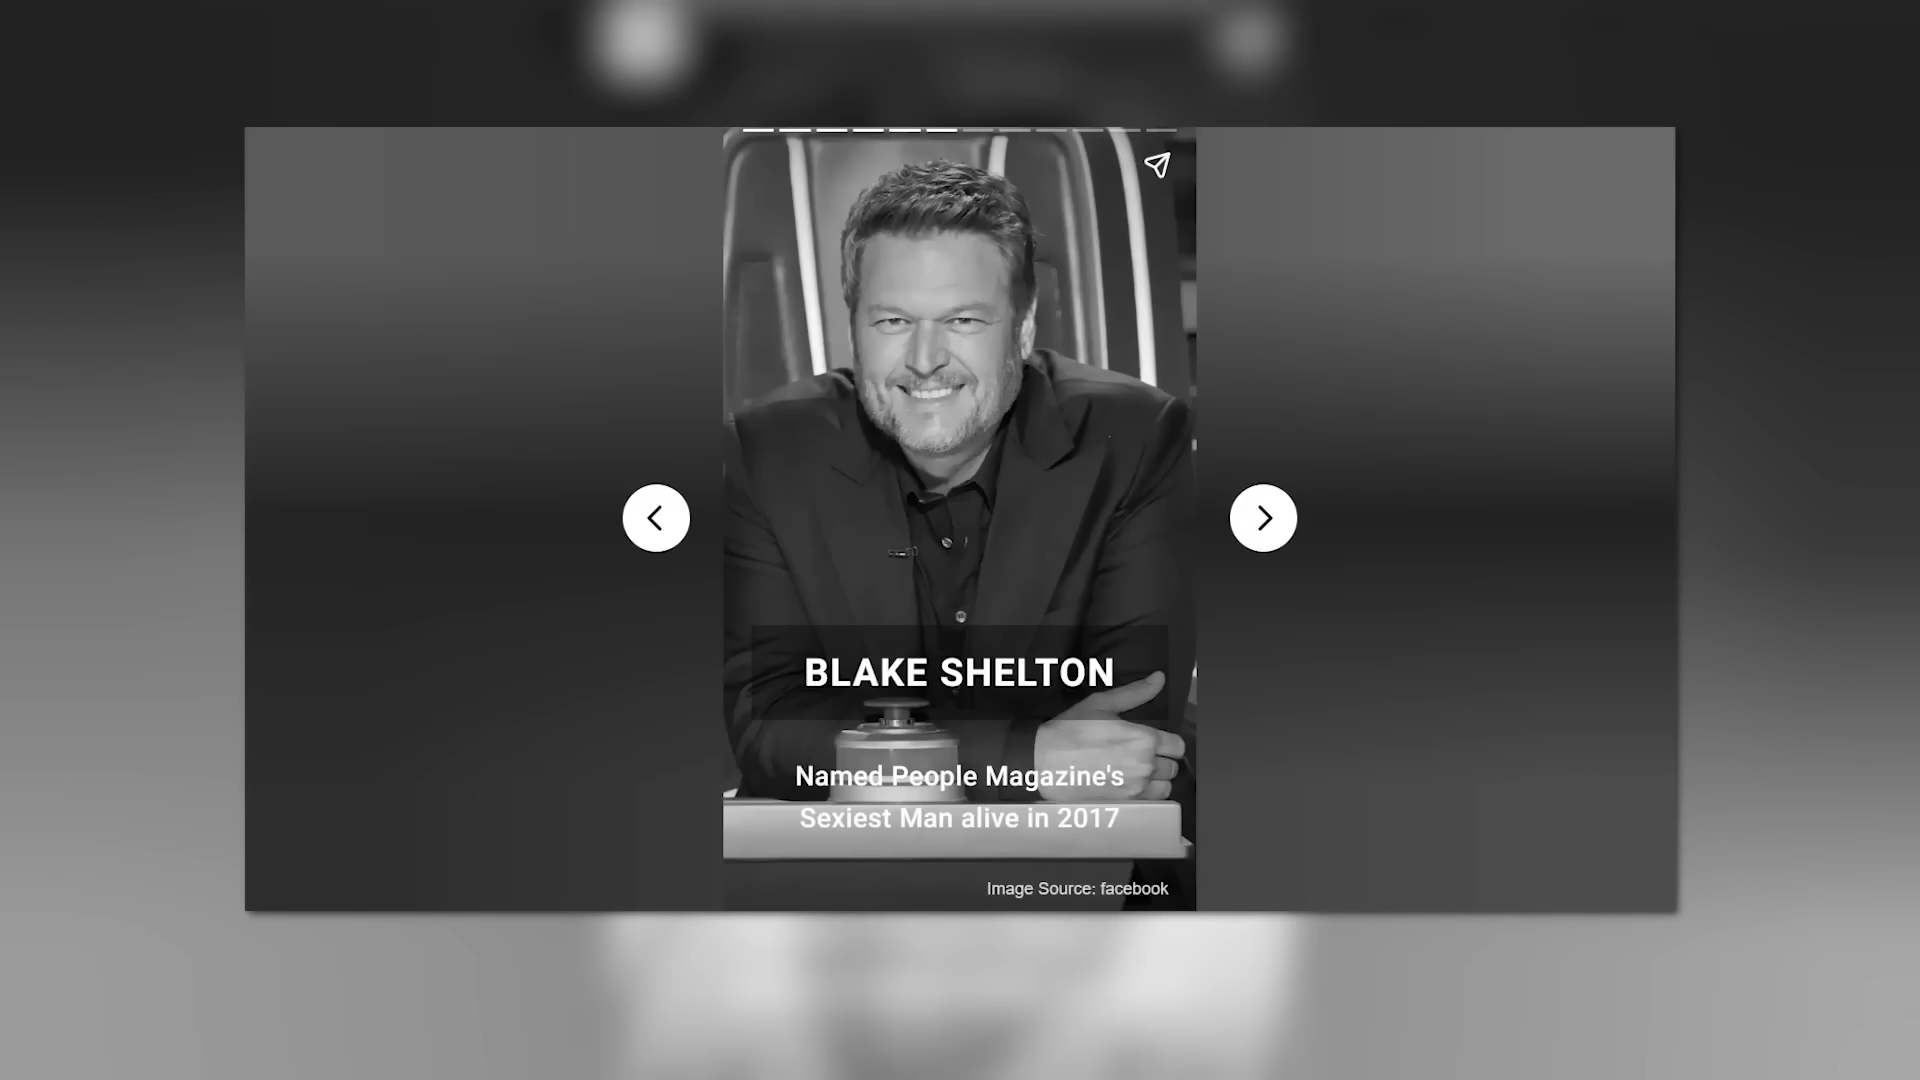 BLAKE SHELTON
Named People Magazine's
Sexiest Man alive in 2017
Image Source: facebook